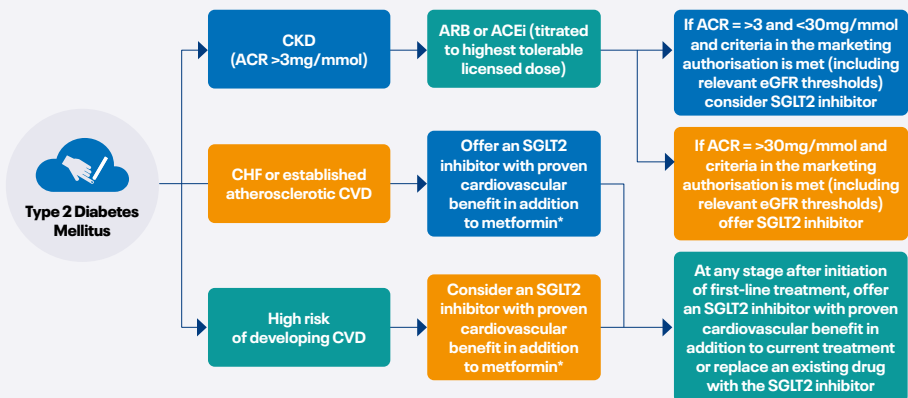 Type 2 Diabetes
Mellitus
CKD
(ACR >3mg/mmol)
ARB or ACEi (titrated
to highest tolerable
licensed dose)
If ACR = >3 and <30mg/mmol
and criteria in the marketing
authorisation is met (including
relevant eGFR thresholds)
consider SGLT2 inhibitor
If ACR = >30mg/mmol and
criteria in the marketing
authorisation is met (including
relevant eGFR thresholds)
offer SGLT2 inhibitor
CHF or established
atherosclerotic CVD
Offer an SGLT2
inhibitor with proven
cardiovascular
benefit in addition
to metformin*
High risk
of developing CVD
Consider an SGLT2
inhibitor with proven
cardiovascular
benefit in addition
to metformin*
At any stage after initiation
of first-line treatment, offer
an SGLT2 inhibitor with proven
cardiovascular benefit in
addition to current treatment
or replace an existing drug
with the SGLT2 inhibitor